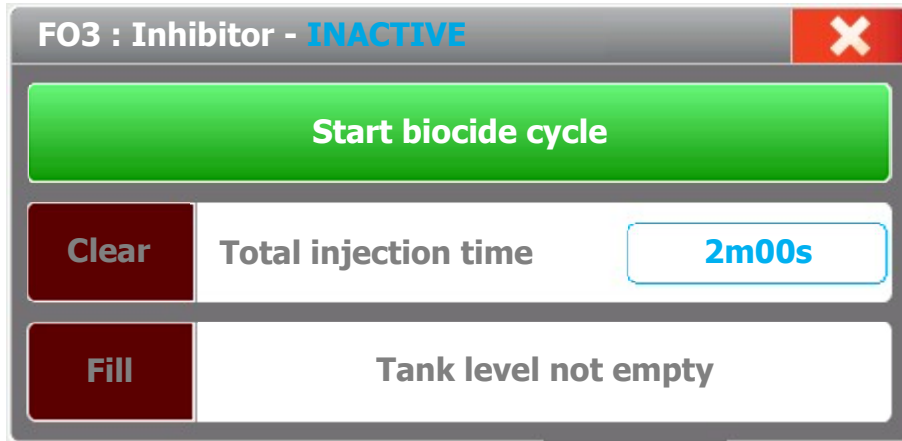 FO3 : Inhibitor - INACTIVE
Start biocide cycle
Clear Total injection time 2m00s
Fill Tank level not empty